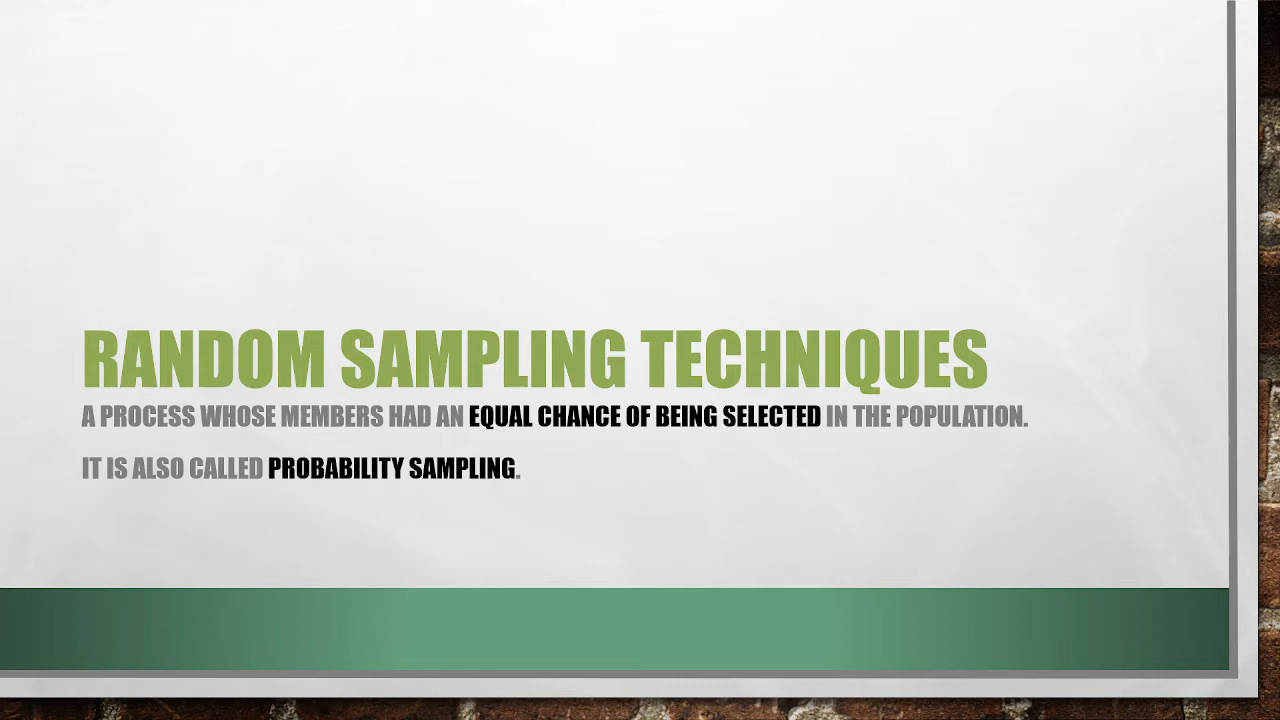 RANDOM SAMPLING TECHNIQUES
A PROCESS WHOSE MEMBERS HAD AN EQUAL CHANCE OF BEING SELECTED IN THE POPULATION.
IT IS ALSO CALLED PROBABILITY SAMPLING.